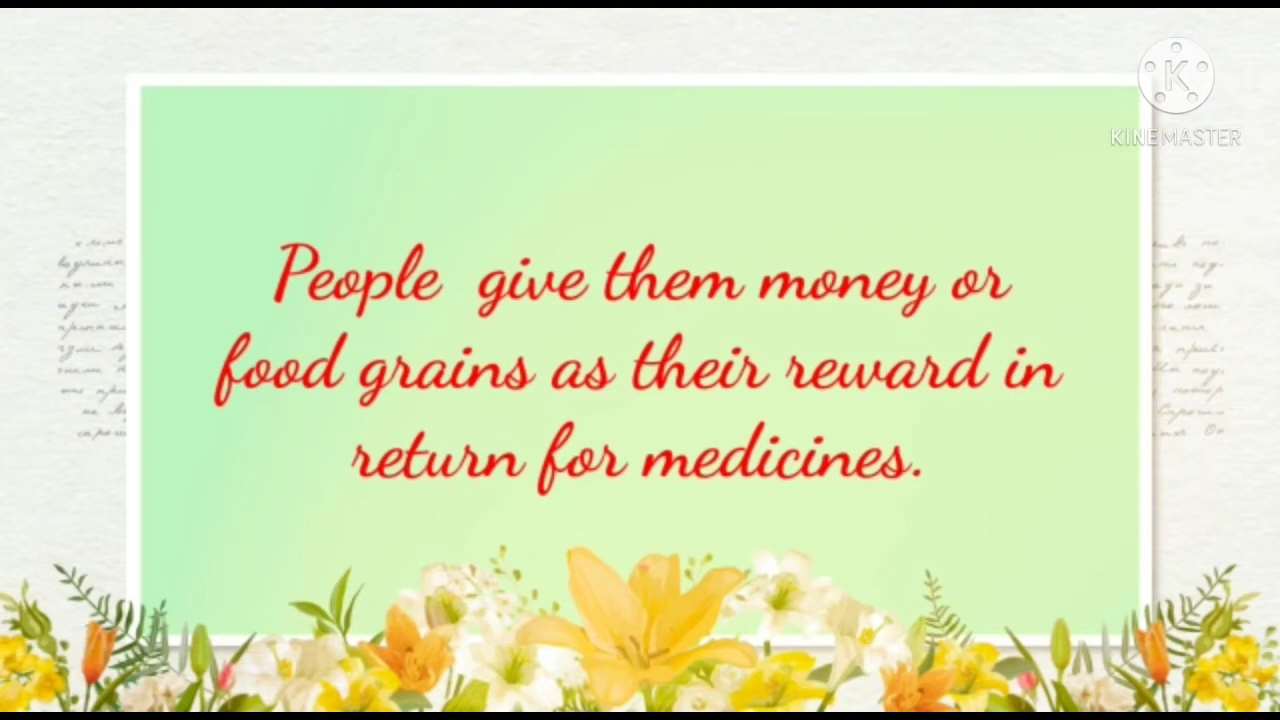 KINEMASTER
People give them money or
food grains as their reward in
return for medicines.